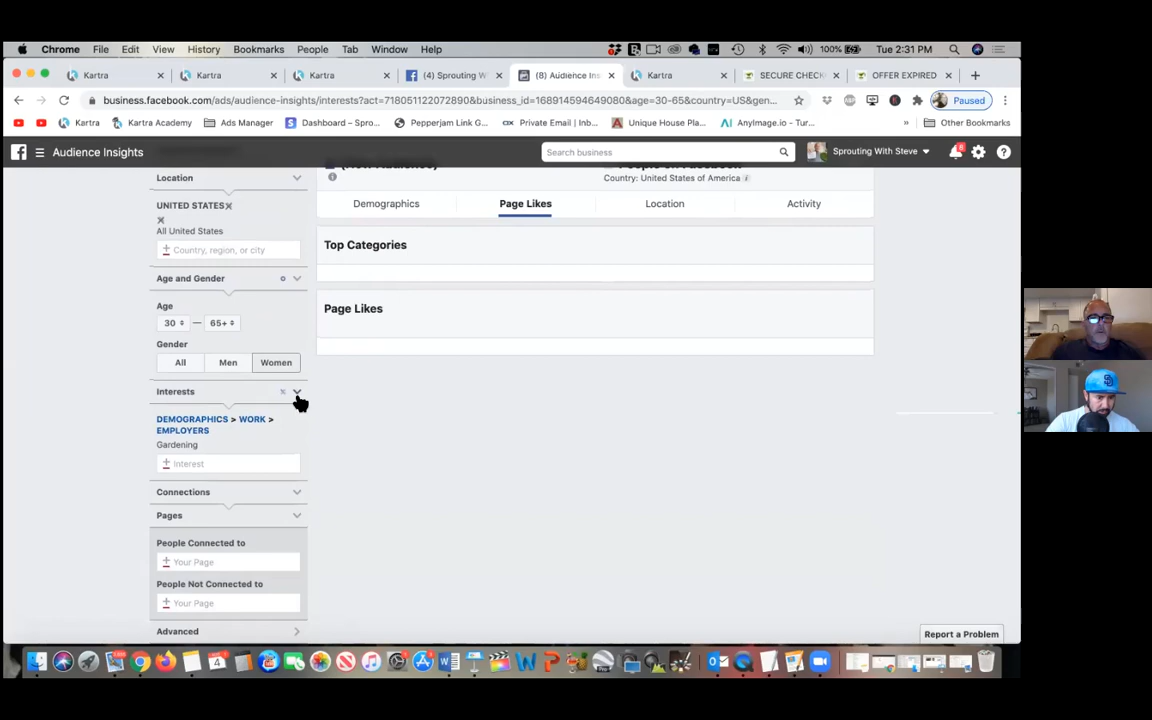 Chrome File Edit View History Bookmarks People Tab Window Help 100% Tue 2:31 PM
Kartra Kartra Kartra (4) Sprouting W (8) Audience Ins Kartra SECURE CHECK OFFER EXPIRED
business.facebook.com/ads/audience-insights/interests?act=718051122072890&business_id=168914594649080&age=30-65&country=US&gen... Paused
Kartra Kartra Academy Ads Manager Dashboard – Spro... Pepperjam Link G... Private Email | Inb... Unique House Pla... AnyImage.io - Tur... » Other Bookmarks
Audience Insights Search business Sprouting With Steve 8
Location
UNITED STATES
All United States
Country, region, or city
Age and Gender
Age
30 — 65+
Gender
All Men Women
Interests
DEMOGRAPHICS > WORK >
EMPLOYERS
Gardening
Interest
Connections
Pages
People Connected to
Your Page
People Not Connected to
Your Page
Advanced
Country: United States of America
Demographics Page Likes Location Activity
Top Categories
Page Likes
Report a Problem